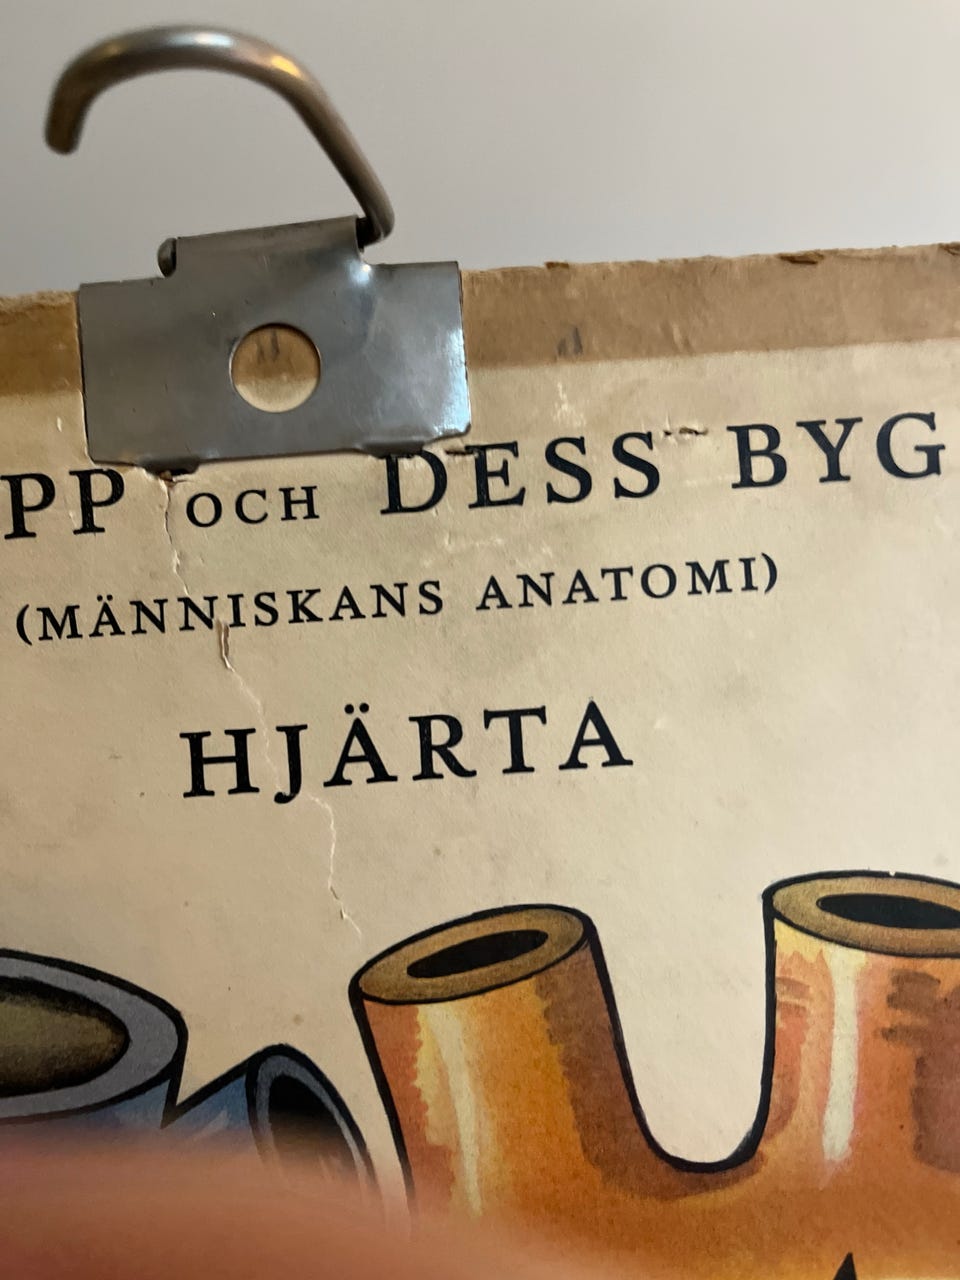 PP OCH DESS BYG
(MÄNNISKANS ANATOMI)
HJÄRTA